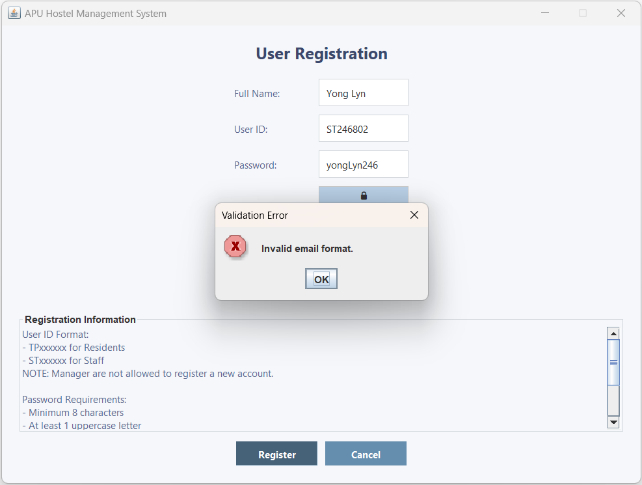 APU Hostel Management System
User Registration
Full Name: Yong Lyn
User ID: ST246802
Password: yongLyn246
Validation Error
Invalid email format.
OK
Registration Information
User ID Format:
- TPxxxxxx for Residents
- STxxxxxx for Staff
NOTE: Manager are not allowed to register a new account.
Password Requirements:
- Minimum 8 characters
- At least 1 uppercase letter
Register Cancel